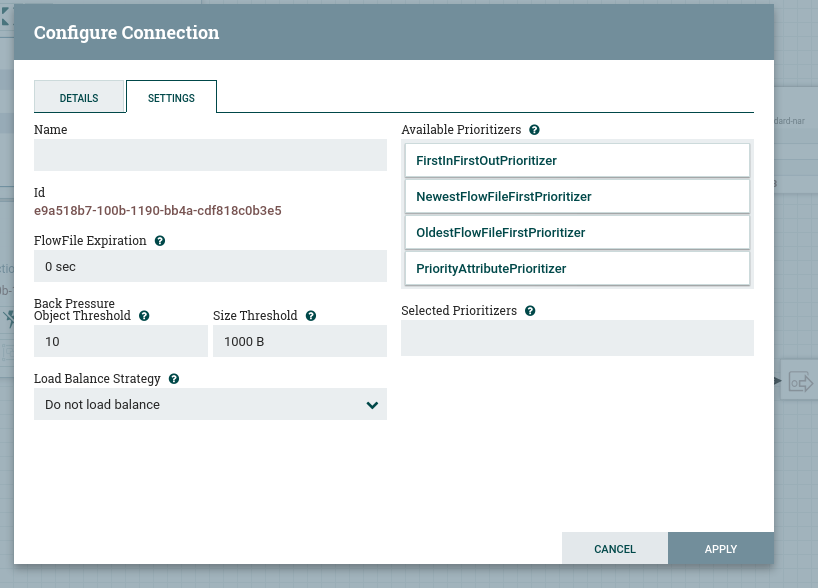 Configure Connection
DETAILS
SETTINGS
Name
Id
e9a518b7-100b-1190-bb4a-cdf818c0b3e5
FlowFile Expiration ?
0 sec
Back Pressure
Object Threshold ?
Size Threshold ?
10
1000 B
Load Balance Strategy ?
Do not load balance
Available Prioritizers ?
FirstInFirstOutPrioritizer
NewestFlowFileFirstPrioritizer
OldestFlowFileFirstPrioritizer
PriorityAttributePrioritizer
Selected Prioritizers ?
CANCEL
APPLY
dard-nar